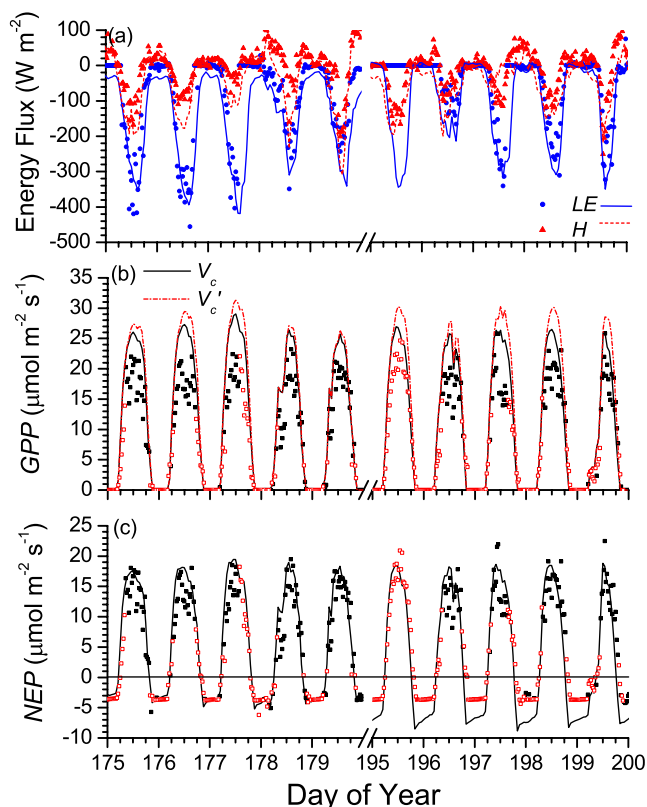 (a)
100
0
-100
-200
-300
-400
-500
Energy Flux (W m⁻²)
LE
H
(b)
35
30
25
20
15
10
5
0
GPP (μmol m⁻² s⁻¹)
V_c
V_c'
(c)
25
20
15
10
5
0
-5
-10
NEP (μmol m⁻² s⁻¹)
175 176 177 178 179 195 196 197 198 199 200
Day of Year